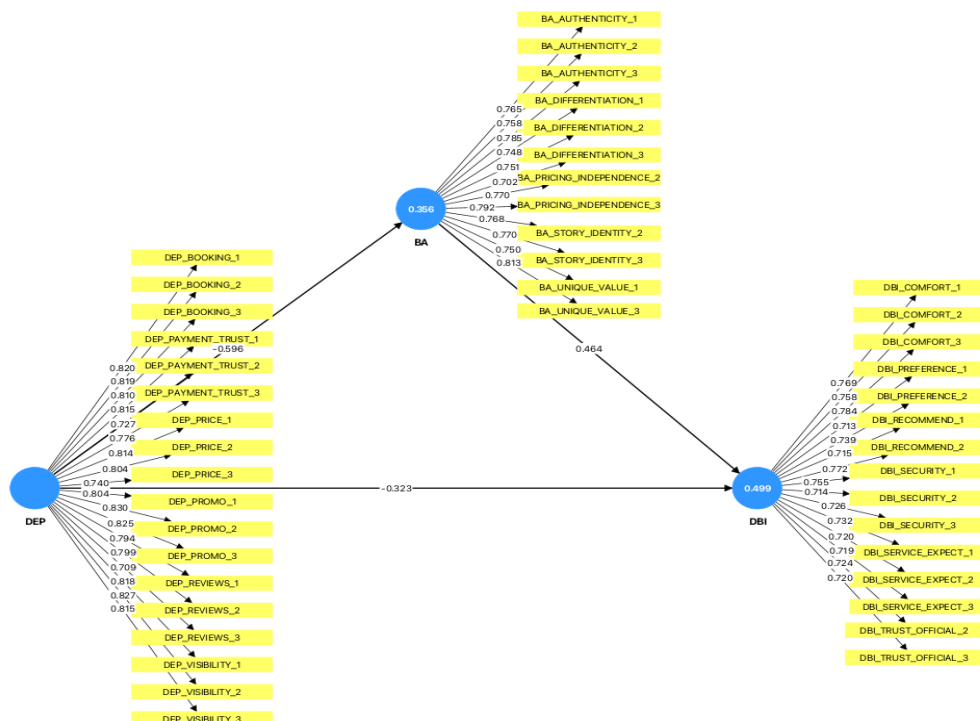 BA_AUTHENTICITY_1
BA_AUTHENTICITY_2
BA_AUTHENTICITY_3
BA_DIFFERENTIATION_1
BA_DIFFERENTIATION_2
BA_DIFFERENTIATION_3
BA_PRICING_INDEPENDENCE_2
BA_PRICING_INDEPENDENCE_3
BA_STORY_IDENTITY_2
BA_STORY_IDENTITY_3
BA_UNIQUE_VALUE_1
BA_UNIQUE_VALUE_3
0.765
0.758
0.785
0.748
0.751
0.702
0.770
0.792
0.768
0.770
0.750
0.813
0.356
BA
DEP_BOOKING_1
DEP_BOOKING_2
DEP_BOOKING_3
DEP_PAYMENT_TRUST_1
DEP_PAYMENT_TRUST_2
DEP_PAYMENT_TRUST_3
DEP_PRICE_1
DEP_PRICE_2
DEP_PRICE_3
DEP_PROMO_1
DEP_PROMO_2
DEP_PROMO_3
DEP_REVIEWS_1
DEP_REVIEWS_2
DEP_REVIEWS_3
DEP_VISIBILITY_1
DEP_VISIBILITY_2
DEP_VISIBILITY_3
0.820
0.819
0.810
0.815
0.727
0.776
0.814
0.804
0.740
0.804
0.830
0.825
0.794
0.799
0.709
0.818
0.827
0.815
DEP
-0.596
0.464
-0.323
DBI_COMFORT_1
DBI_COMFORT_2
DBI_COMFORT_3
DBI_PREFERENCE_1
DBI_PREFERENCE_2
DBI_RECOMMEND_1
DBI_RECOMMEND_2
DBI_SECURITY_1
DBI_SECURITY_2
DBI_SECURITY_3
DBI_SERVICE_EXPECT_1
DBI_SERVICE_EXPECT_2
DBI_SERVICE_EXPECT_3
DBI_TRUST_OFFICIAL_2
DBI_TRUST_OFFICIAL_3
0.769
0.758
0.784
0.713
0.739
0.715
0.772
0.755
0.714
0.726
0.732
0.720
0.719
0.724
0.720
0.499
DBI